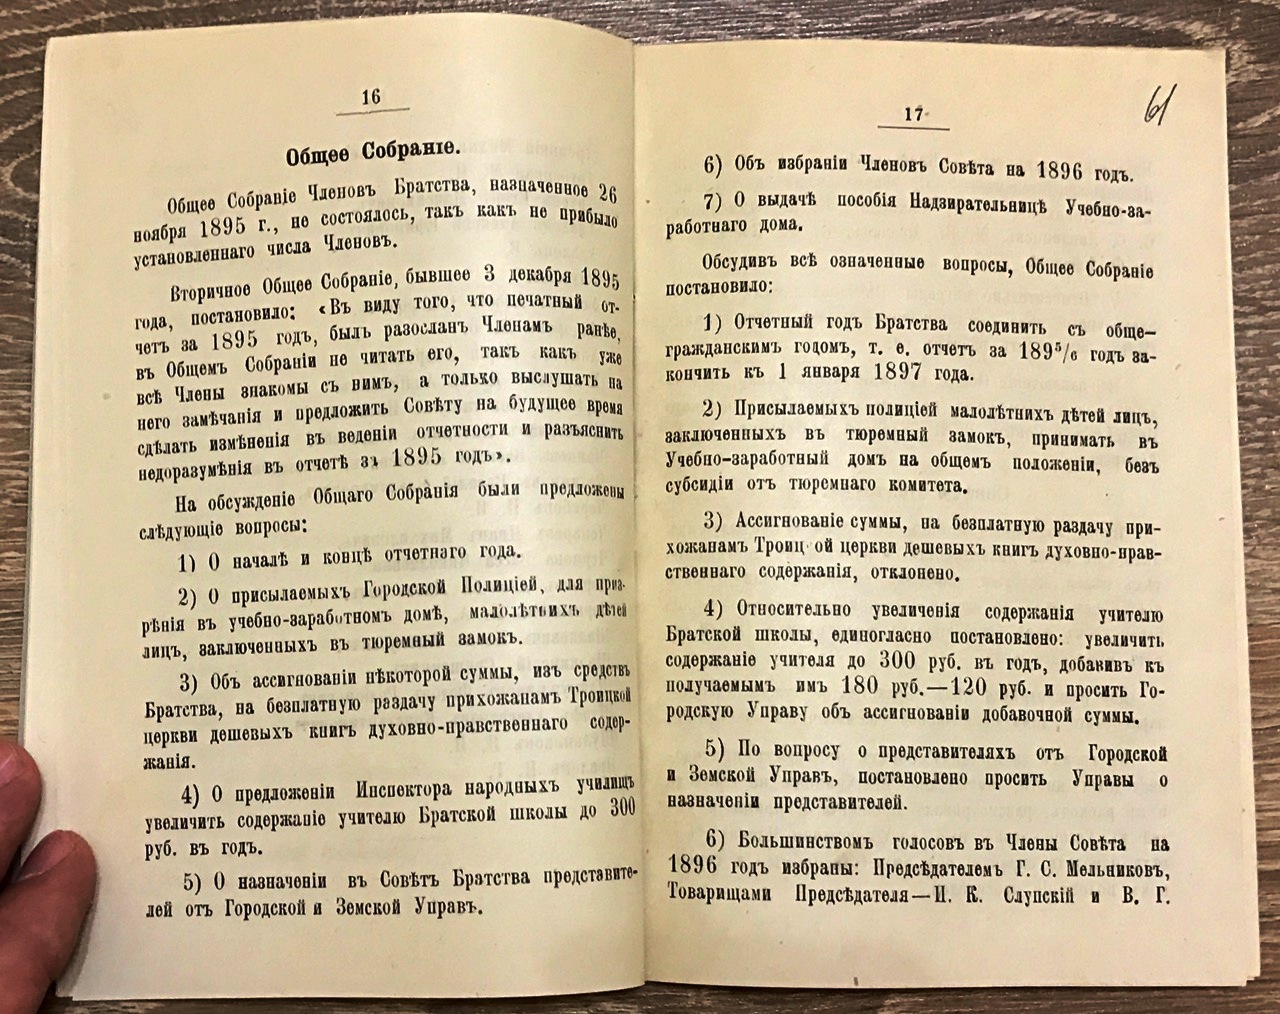 16
Общее Собраніе.
Общее Собраніе Членовъ Братства, назначенное 26
ноября 1895 г., не состоялось, такъ какъ не прибыло
установленнаго числа Членовъ.
Вторичное Общее Собраніе, бывшее 3 декабря 1895
года, постановило: «Въ виду того, что печатный от-
четъ за 1895 годъ, былъ разосланъ Членамъ ранѣе,
въ Общемъ Собраніи не читать его, такъ какъ уже
всѣ Члены знакомы съ нимъ, а только выслушать на
него замѣчанія и предложить Совѣту на будущее время
сдѣлать измѣненія въ веденіи отчетности и разъяснить
недоразумѣнія въ отчетѣ за 1895 годъ».
На обсужденіе Общаго Собранія были предложены
слѣдующіе вопросы:
1) О началѣ и концѣ отчетнаго года.
2) О присылаемыхъ Городской Полиціей, для приз-
рѣнія въ учебно-заработномъ домѣ, малолѣтнихъ дѣтей
лицъ, заключенныхъ въ тюремный замокъ.
3) Объ ассигнованіи нѣкоторой суммы, изъ средствъ
Братства, на безплатную раздачу прихожанамъ Троицкой
церкви дешевыхъ книгъ духовно-нравственнаго содер-
жанія.
4) О предложеніи Инспектора народныхъ училищъ
увеличить содержаніе учителю Братской школы до 300
руб. въ годъ.
5) О назначеніи въ Совѣтъ Братства представите-
лей отъ Городской и Земской Управъ.
17
61
6) Объ избраніи Членовъ Совѣта на 1896 годъ.
7) О выдачѣ пособія Надзирательницѣ Учебно-за-
работнаго дома.
Обсудивъ всѣ означенные вопросы, Общее Собраніе
постановило:
1) Отчетный годъ Братства соединить съ обще-
гражданскимъ годомъ, т. е. отчетъ за 189⁵/₆ годъ за-
кончить къ 1 января 1897 года.
2) Присылаемыхъ полиціей малолѣтнихъ дѣтей лицъ,
заключенныхъ въ тюремный замокъ, принимать въ
Учебно-заработный домъ на общемъ положеніи, безъ
субсидіи отъ тюремнаго комитета.
3) Ассигнованіе суммы, на безплатную раздачу при-
хожанамъ Троицкой церкви дешевыхъ книгъ духовно-нрав-
ственнаго содержанія, отклонено.
4) Относительно увеличенія содержанія учителю
Братской школы, единогласно постановлено: увеличить
содержаніе учителя до 300 руб. въ годъ, добавивъ къ
получаемымъ имъ 180 руб.—120 руб. и просить Го-
родскую Управу объ ассигнованіи добавочной суммы.
5) По вопросу о представителяхъ отъ Городской
и Земской Управъ, постановлено просить Управы о
назначеніи представителей.
6) Большинствомъ голосовъ въ Члены Совѣта на
1896 годъ избраны: Предсѣдателемъ Г. С. Мельниковъ,
Товарищами Предсѣдателя—П. К. Слупскій и В. Г.